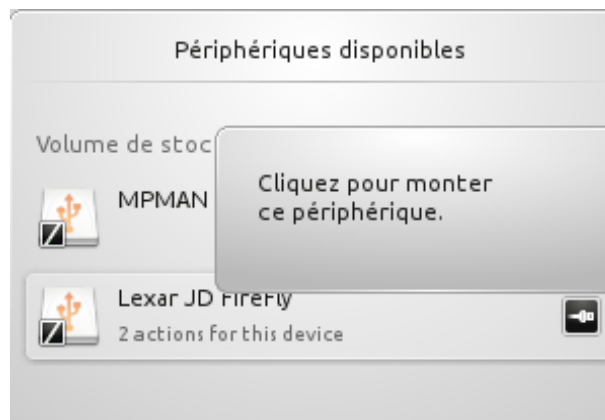 Périphériques disponibles
Volume de stoc
Cliquez pour monter
ce périphérique.
MPMAN
Lexar JD FireFly
2 actions for this device